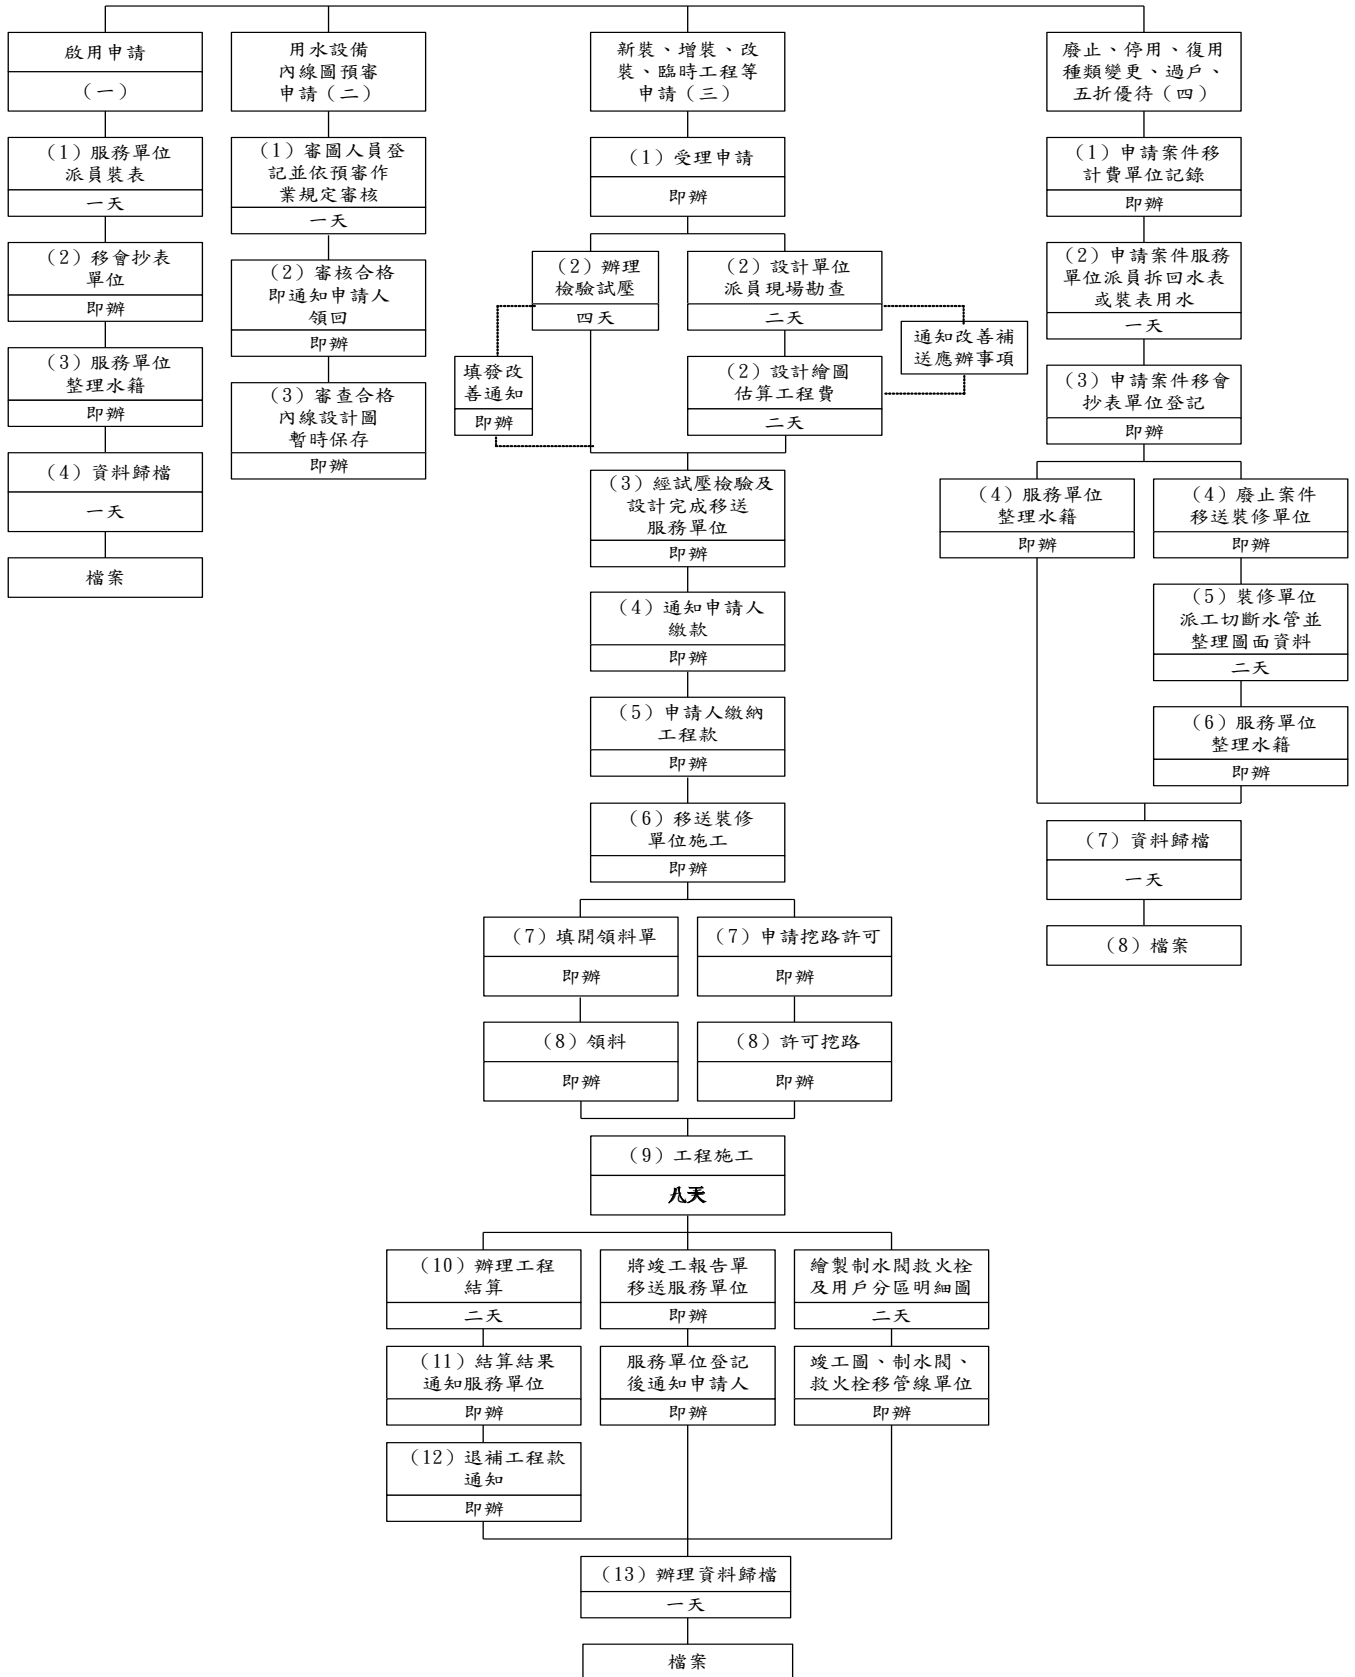 啟用申請
（一）
（1）服務單位
派員裝表
一天
（2）移會抄表
單位
即辦
（3）服務單位
整理水籍
即辦
（4）資料歸檔
一天
檔案
用水設備
內線圖預審
申請（二）
（1）審圖人員登
記並依預審作
業規定審核
一天
（2）審核合格
即通知申請人
領回
即辦
（3）審查合格
內線設計圖
暫時保存
即辦
新裝、增裝、改
裝、臨時工程等
申請（三）
（1）受理申請
即辦
（2）辦理
檢驗試壓
四天
填發改
善通知
即辦
（2）設計單位
派員現場勘查
二天
通知改善補
送應辦事項
（2）設計繪圖
估算工程費
二天
（3）經試壓檢驗及
設計完成移送
服務單位
即辦
（4）通知申請人
繳款
即辦
（5）申請人繳納
工程款
即辦
（6）移送裝修
單位施工
即辦
（7）填開領料單
即辦
（7）申請挖路許可
即辦
（8）領料
即辦
（8）許可挖路
即辦
（9）工程施工
八天
（10）辦理工程
結算
二天
（11）結算結果
通知服務單位
即辦
（12）退補工程款
通知
即辦
將竣工報告單
移送服務單位
即辦
服務單位登記
後通知申請人
即辦
繪製制水閥救火栓
及用戶分區明細圖
二天
竣工圖、制水閥、
救火栓移管線單位
即辦
（13）辦理資料歸檔
一天
檔案
廢止、停用、復用
種類變更、過戶、
五折優待（四）
（1）申請案件移
計費單位記錄
即辦
（2）申請案件服務
單位派員拆回水表
或裝表用水
一天
（3）申請案件移會
抄表單位登記
即辦
（4）服務單位
整理水籍
即辦
（4）廢止案件
移送裝修單位
即辦
（5）裝修單位
派工切斷水管並
整理圖面資料
二天
（6）服務單位
整理水籍
即辦
（7）資料歸檔
一天
（8）檔案